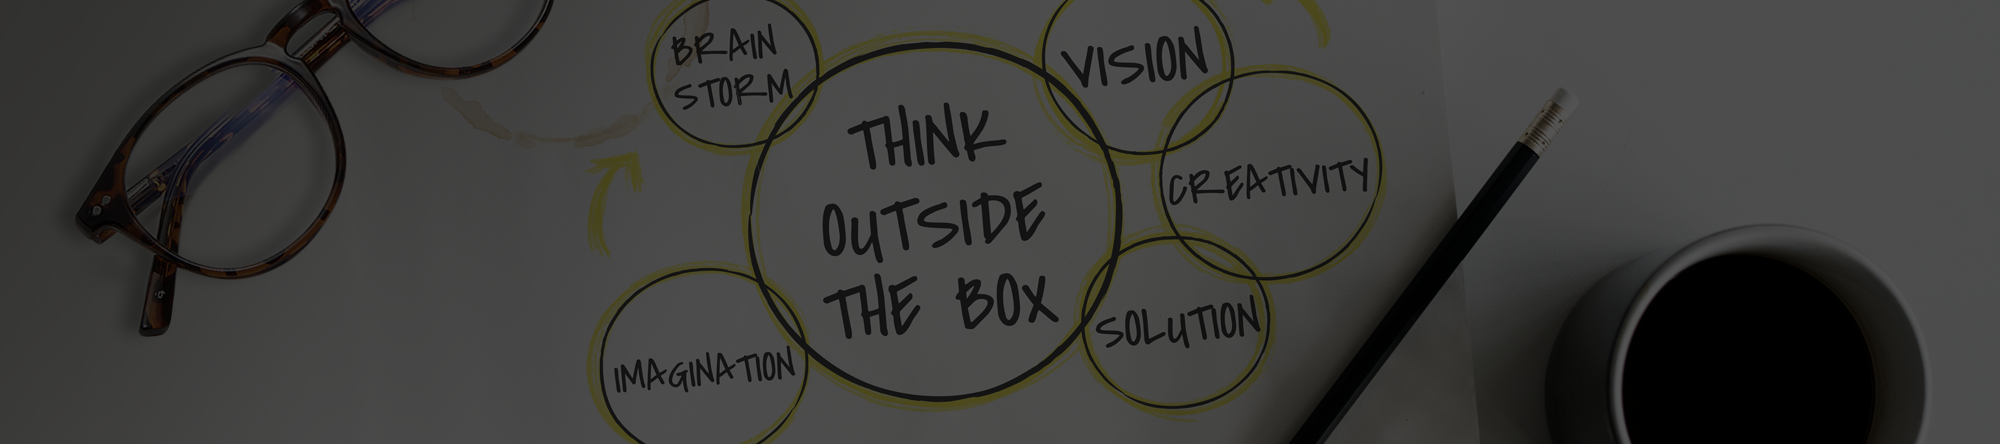 BRAIN
STORM
THINK
OUTSIDE
THE BOX
VISION
CREATIVITY
SOLUTION
IMAGINATION